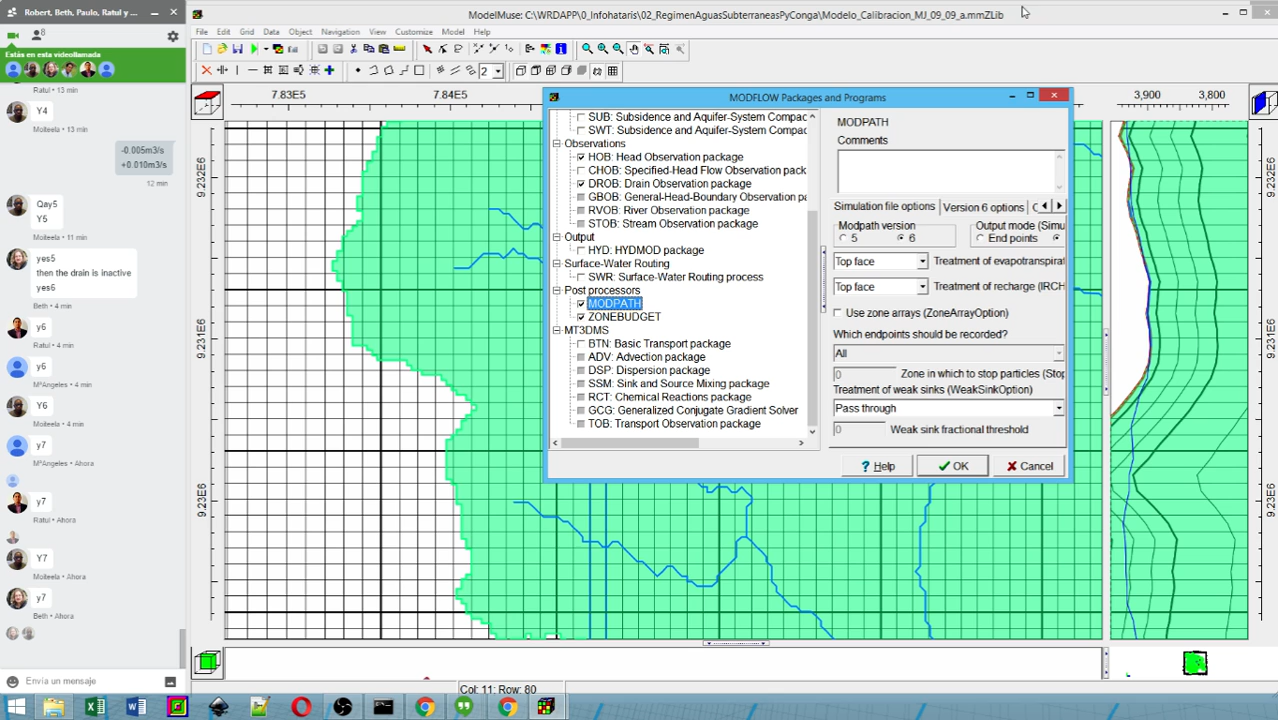 Robert, Beth, Paulo, Ratul y ...
8
Estás en esta videollamada
Ratul • 13 min
Y4
Moiteela • 13 min
-0.005m3/s
+0.010m3/s
12 min
Qay5
Y5
Moiteela • 11 min
yes5
then the drain is inactive
yes
Beth • 4 min
y6
Ratul • 4 min
y6
MªAngeles • 4 min
Y6
Moiteela • 4 min
y7
MªAngeles • Ahora
y7
Ratul • Ahora
Y7
Moiteela • Ahora
y7
Beth • Ahora
Envía un mensaje
ModelMuse: C:\WRDAPP\0_Infohataris\02_RegimenAguasSubterraneasPyConga\Modelo_Calibracion_MJ_09_09_a.mmZLib
File Edit Grid Data Object Navigation View Customize Model Help
2
7.83E5
7.84E5
3,900
3,800
9.232E6
9.231E6
9.23E6
MODFLOW Packages and Programs
SUB: Subsidence and Aquifer-System Compac
SWT: Subsidence and Aquifer-System Compac
Observations
HOB: Head Observation package
CHOB: Specified-Head Flow Observation pack
DROB: Drain Observation package
GBOB: General-Head-Boundary Observation pa
RVOB: River Observation package
STOB: Stream Observation package
Output
HYD: HYDMOD package
Surface-Water Routing
SWR: Surface-Water Routing process
Post processors
MODPATH
ZONEBUDGET
MT3DMS
BTN: Basic Transport package
ADV: Advection package
DSP: Dispersion package
SSM: Sink and Source Mixing package
RCT: Chemical Reactions package
GCG: Generalized Conjugate Gradient Solver
TOB: Transport Observation package
MODPATH
Comments
Simulation file options Version 6 options
Modpath version
5 6
Output mode (Simu
End points
Top face Treatment of evapotranspirat
Top face Treatment of recharge (IRCH
Use zone arrays (ZoneArrayOption)
Which endpoints should be recorded?
All
0 Zone in which to stop particles (Stop
Treatment of weak sinks (WeakSinkOption)
Pass through
0 Weak sink fractional threshold
? Help OK Cancel
Col: 11; Row: 80